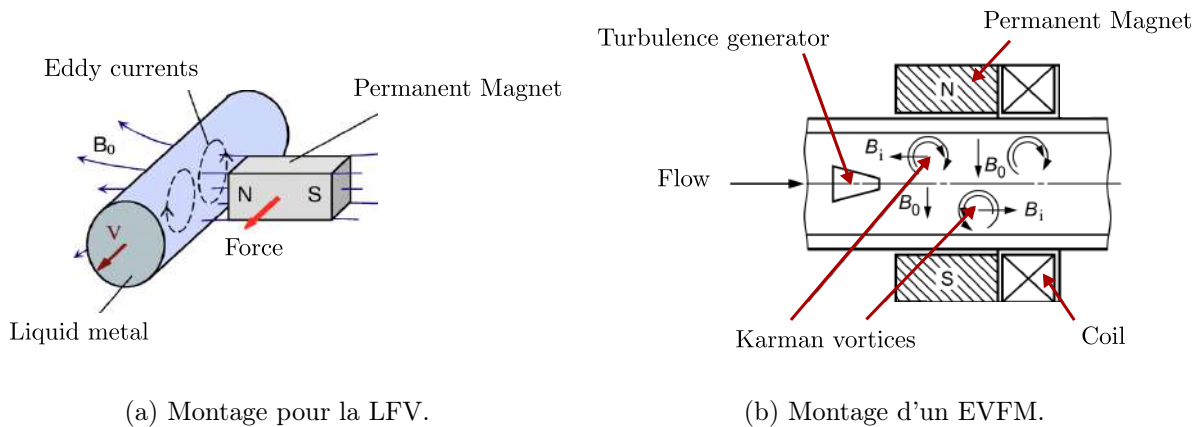 Eddy currents
Permanent Magnet
B₀
N
S
V
Force
Liquid metal
(a) Montage pour la LFV.
Permanent Magnet
Turbulence generator
N
Bᵢ
B₀
Flow
B₀
Bᵢ
S
Karman vortices
Coil
(b) Montage d'un EVFM.